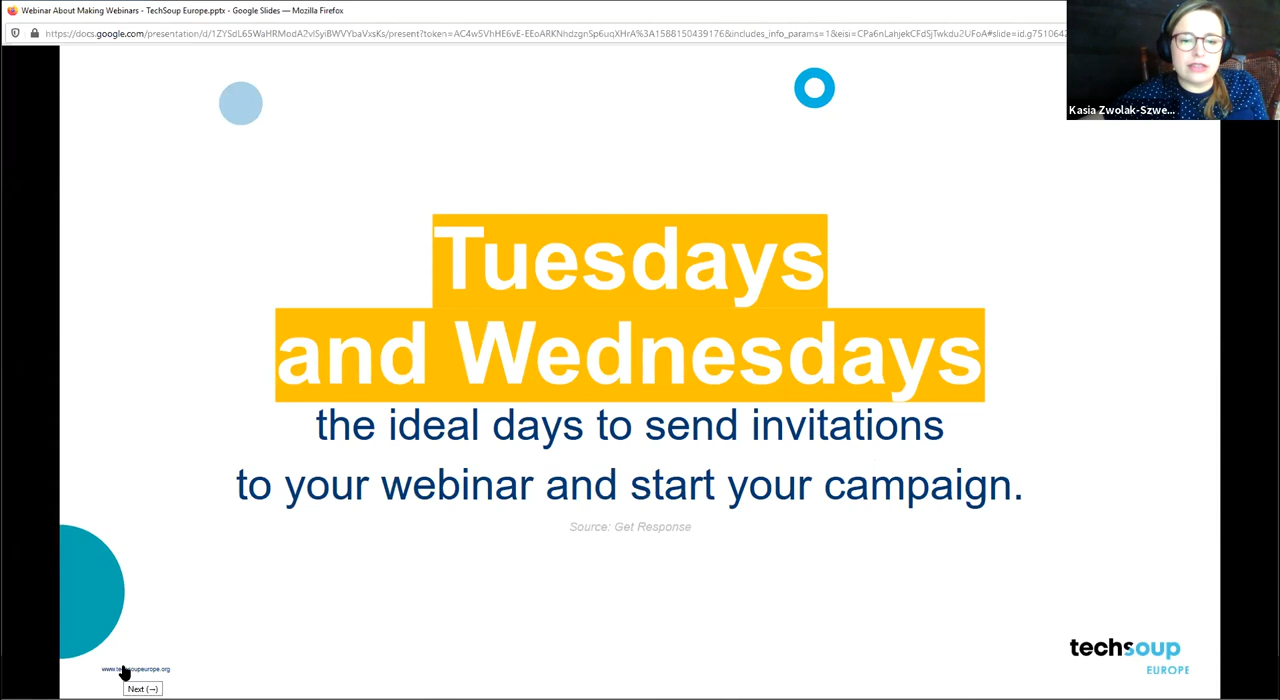 Webinar About Making Webinars - TechSoup Europe.pptx - Google Slides — Mozilla Firefox
Kasia Zwolak-Szwe...
Tuesdays
and Wednesdays
the ideal days to send invitations
to your webinar and start your campaign.
Source: Get Response
techsoup
EUROPE
Next (→)